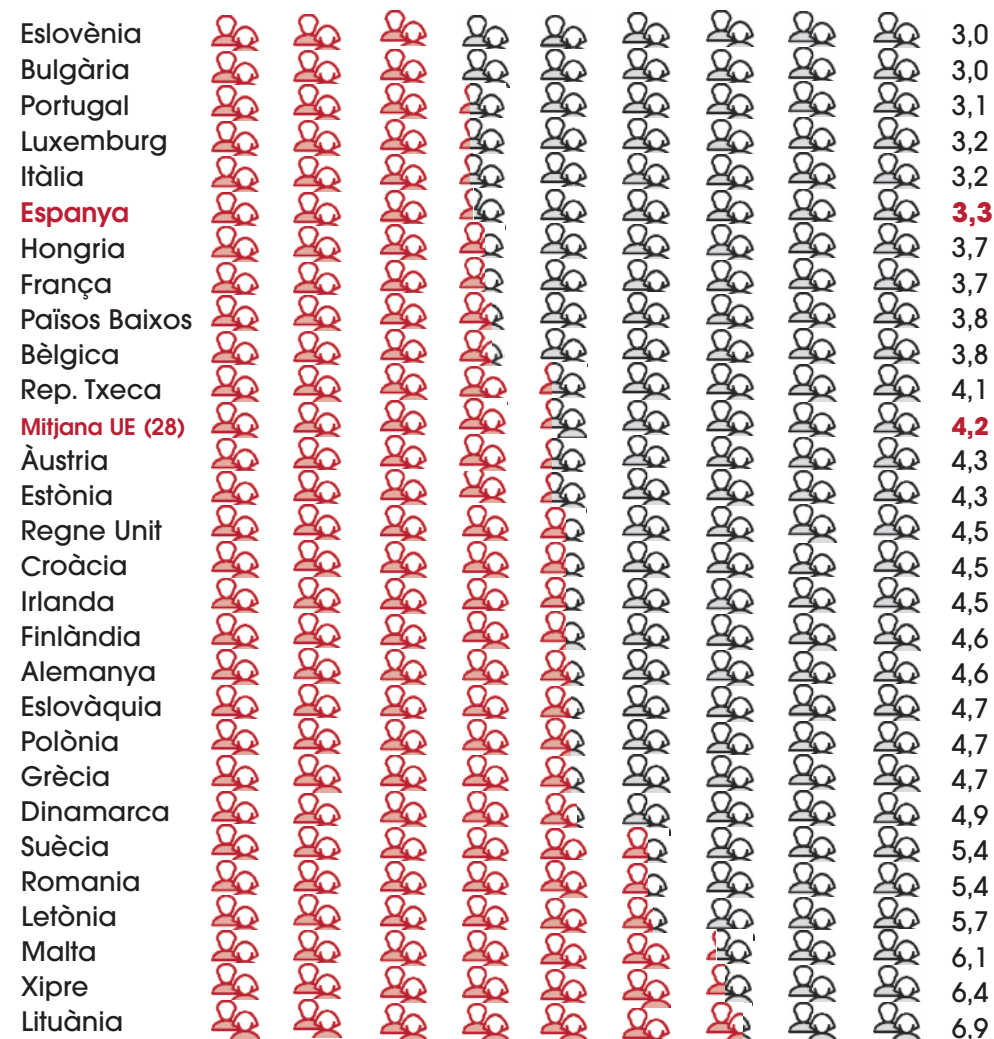 Eslovènia 3,0
Bulgària 3,0
Portugal 3,1
Luxemburg 3,2
Itàlia 3,2
Espanya 3,3
Hongria 3,7
França 3,7
Països Baixos 3,8
Bèlgica 3,8
Rep. Txeca 4,1
Mitjana UE (28) 4,2
Àustria 4,3
Estònia 4,3
Regne Unit 4,5
Croàcia 4,5
Irlanda 4,5
Finlàndia 4,6
Alemanya 4,6
Eslovàquia 4,7
Polònia 4,7
Grècia 4,7
Dinamarca 4,9
Suècia 5,4
Romania 5,4
Letònia 5,7
Malta 6,1
Xipre 6,4
Lituània 6,9